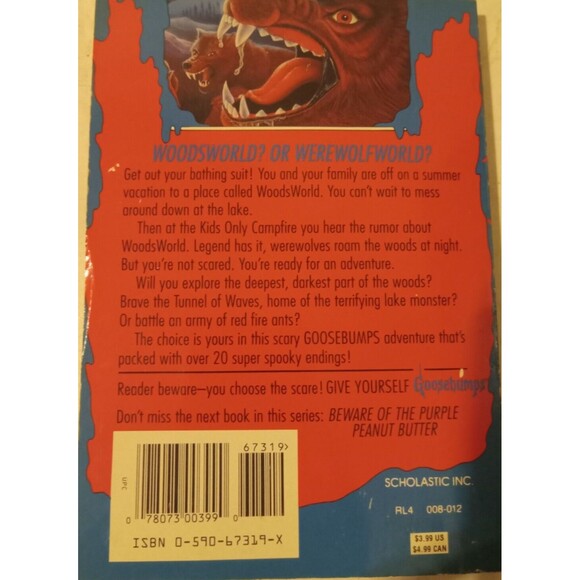 WOODSWORLD? OR WEREWOLFWORLD?
Get out your bathing suit! You and your family are off on a summer
vacation to a place called WoodsWorld. You can't wait to mess
around down at the lake.
Then at the Kids Only Campfire you hear the rumor about
WoodsWorld. Legend has it, werewolves roam the woods at night.
But you're not scared. You're ready for an adventure.
Will you explore the deepest, darkest part of the woods?
Brave the Tunnel of Waves, home of the terrifying lake monster?
Or battle an army of red fire ants?
The choice is yours in this scary GOOSEBUMPS adventure that's
packed with over 20 super spooky endings!
Reader beware—you choose the scare! GIVE YOURSELF Goosebumps
Don't miss the next book in this series: BEWARE OF THE PURPLE
PEANUT BUTTER
67319>
UPC
0 78073 00399 0
ISBN 0-590-67319-X
SCHOLASTIC INC.
RL4 008-012
$3.99 US
$4.99 CAN